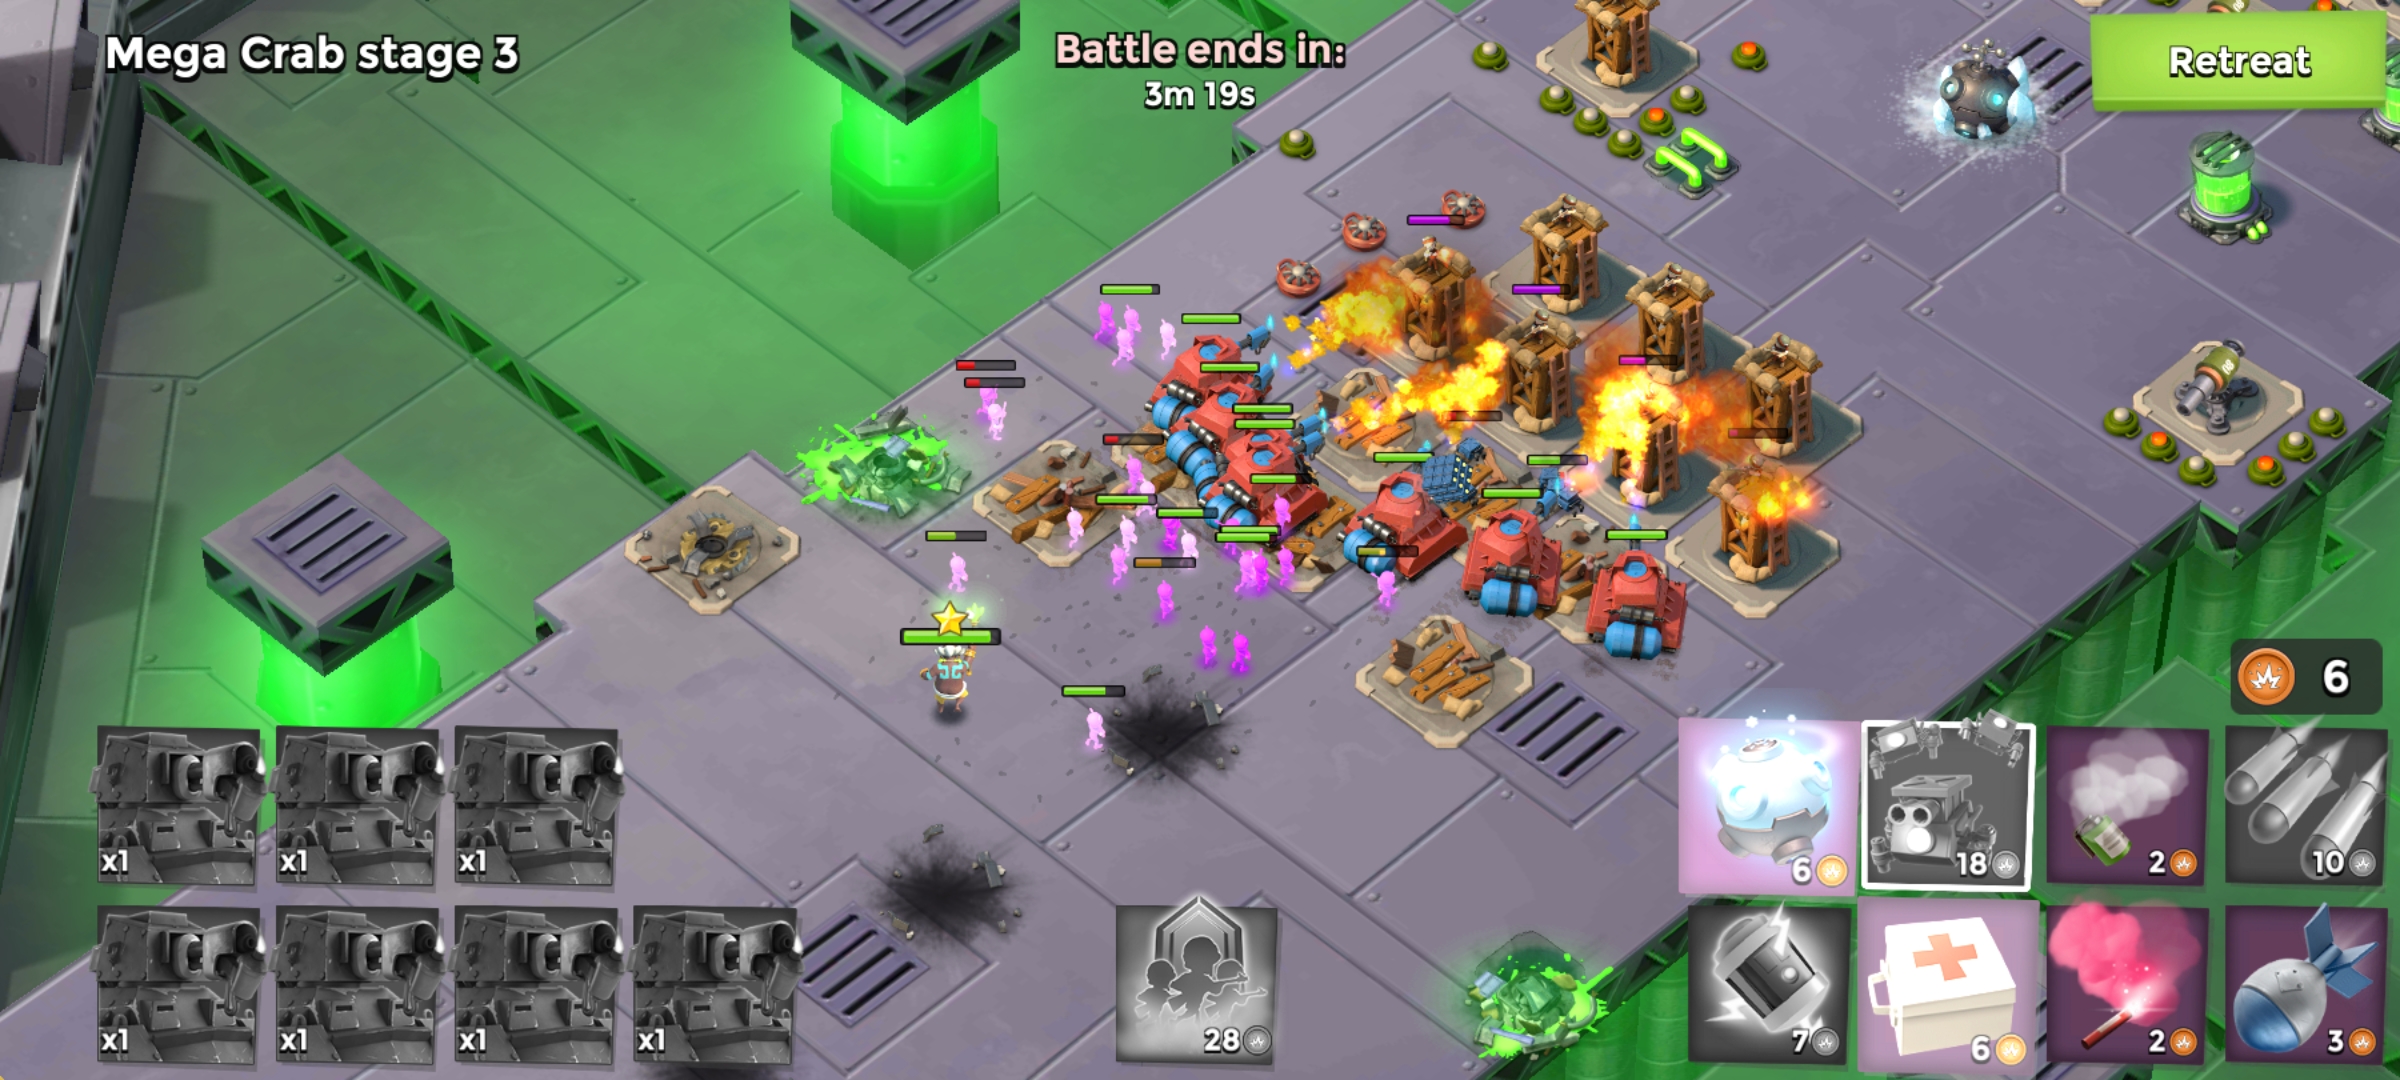 Mega Crab stage 3
Battle ends in:
3m 19s
Retreat
6
x1
x1
x1
6
18
2
10
x1
x1
x1
x1
28
7
6
2
3